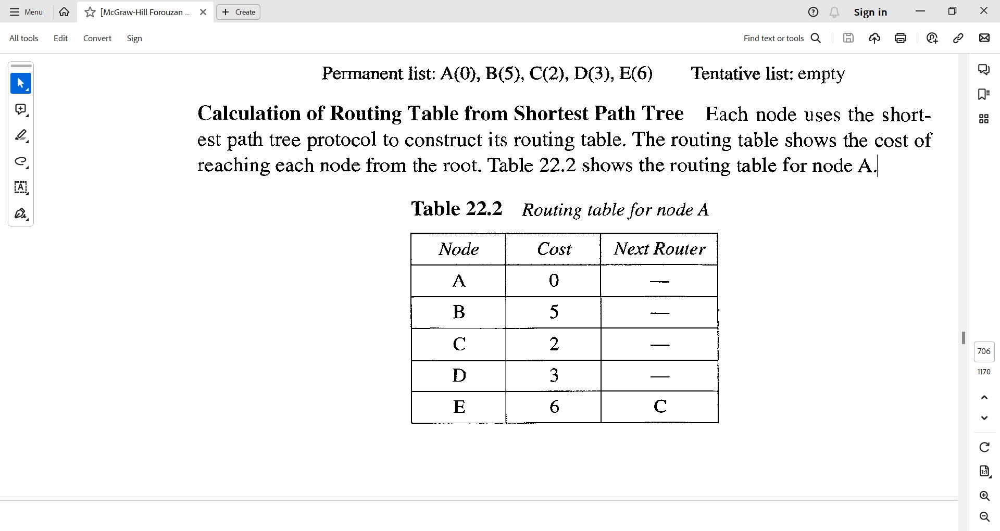 Menu
[McGraw-Hill Forouzan ...
Create
Sign in
All tools
Edit
Convert
Sign
Find text or tools
Permanent list: A(0), B(5), C(2), D(3), E(6) Tentative list: empty
Calculation of Routing Table from Shortest Path Tree Each node uses the short-
est path tree protocol to construct its routing table. The routing table shows the cost of
reaching each node from the root. Table 22.2 shows the routing table for node A.
Table 22.2 Routing table for node A
Node Cost Next Router
A 0 —
B 5 —
C 2 —
D 3 —
E 6 C
706
1170